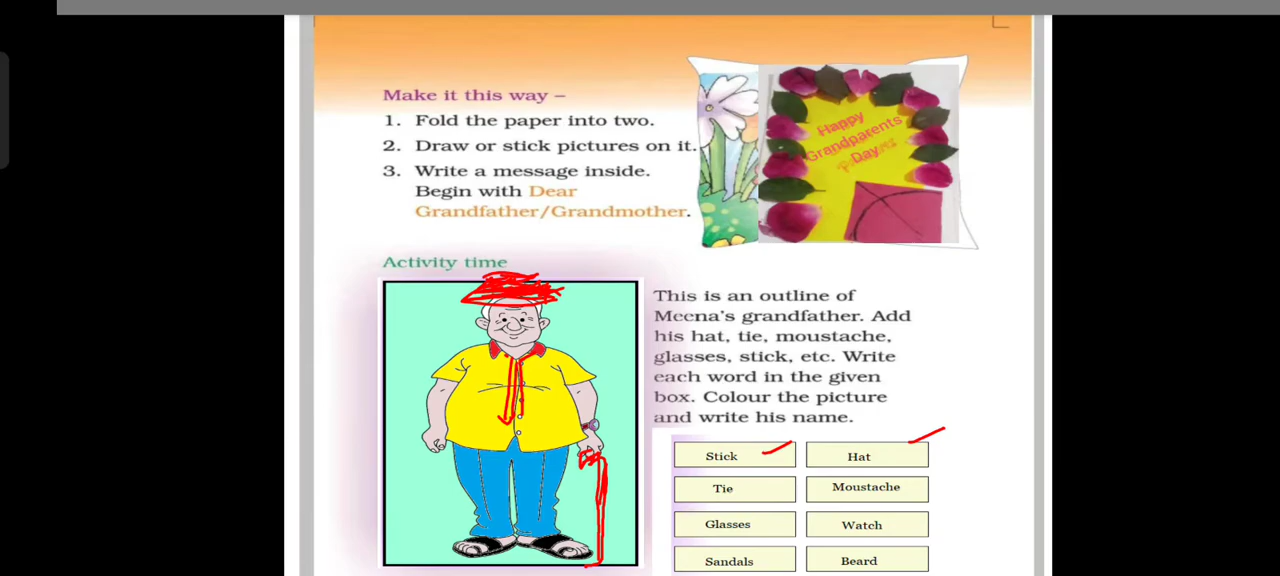 Make it this way –
1. Fold the paper into two.
2. Draw or stick pictures on it.
3. Write a message inside.
Begin with Dear
Grandfather/Grandmother.
Happy
Grandparents
Day
Activity time
This is an outline of
Meena's grandfather. Add
his hat, tie, moustache,
glasses, stick, etc. Write
each word in the given
box. Colour the picture
and write his name.
Stick Hat
Tie Moustache
Glasses Watch
Sandals Beard